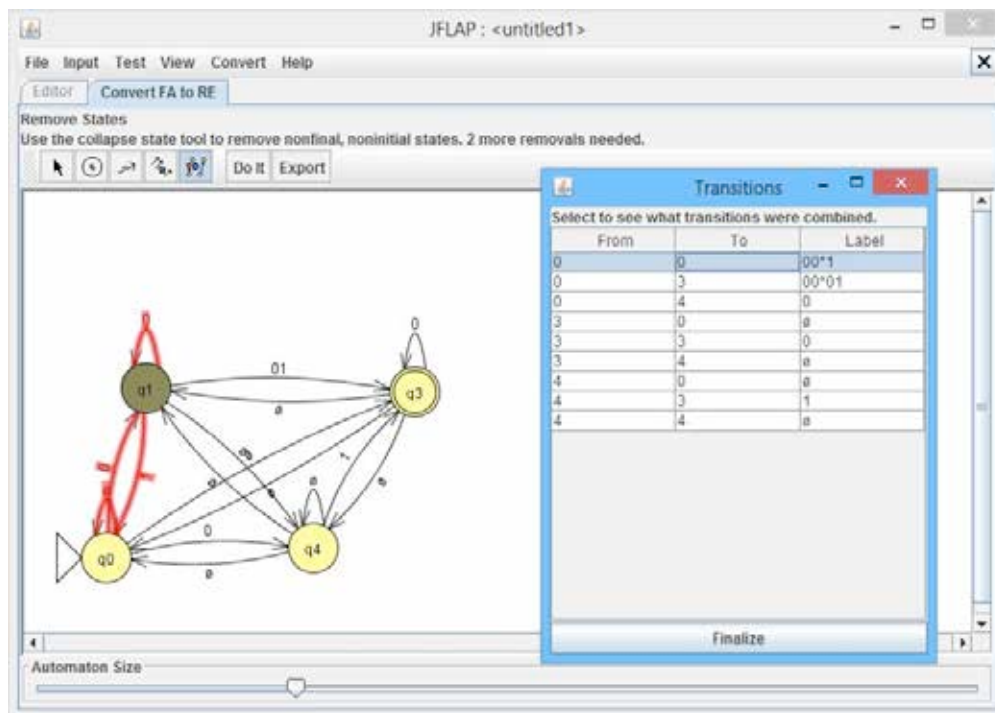 JFLAP : <untitled1>
File Input Test View Convert Help
Editor Convert FA to RE
Remove States
Use the collapse state tool to remove nonfinal, noninitial states. 2 more removals needed.
Do It Export
Transitions
Select to see what transitions were combined.
From To Label
0 0 00*1
0 3 00*01
0 4 0
3 0 ø
3 3 0
3 4 ø
4 0 ø
4 3 1
4 4 ø
Finalize
0
q1
01
ø
q3
1
ø
0
q4
q0
ø
Automaton Size